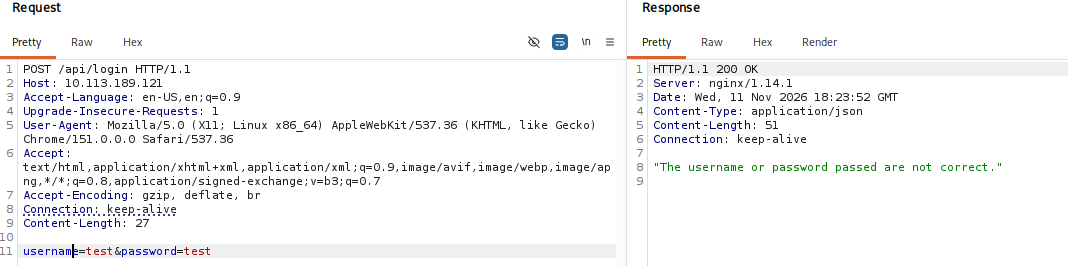 Request
Pretty Raw Hex
\n
1 POST /api/login HTTP/1.1
2 Host: 10.113.189.121
3 Accept-Language: en-US,en;q=0.9
4 Upgrade-Insecure-Requests: 1
5 User-Agent: Mozilla/5.0 (X11; Linux x86_64) AppleWebKit/537.36 (KHTML, like Gecko)
Chrome/151.0.0.0 Safari/537.36
6 Accept:
text/html,application/xhtml+xml,application/xml;q=0.9,image/avif,image/webp,image/ap
ng,*/*;q=0.8,application/signed-exchange;v=b3;q=0.7
7 Accept-Encoding: gzip, deflate, br
8 Connection: keep-alive
9 Content-Length: 27
10
11 username=test&password=test
Response
Pretty Raw Hex Render
1 HTTP/1.1 200 OK
2 Server: nginx/1.14.1
3 Date: Wed, 11 Nov 2026 18:23:52 GMT
4 Content-Type: application/json
5 Content-Length: 51
6 Connection: keep-alive
7
8 "The username or password passed are not correct."
9